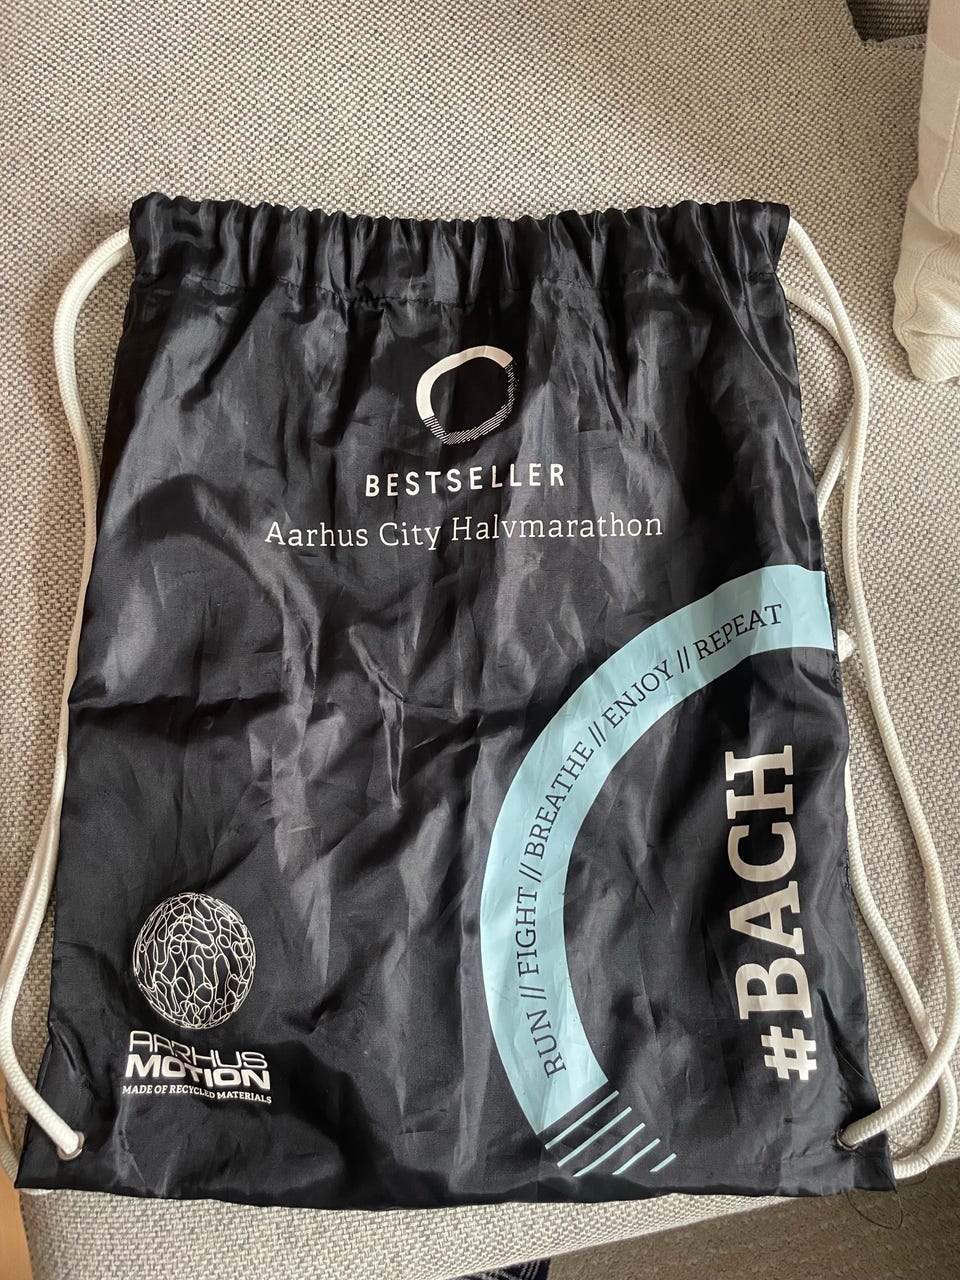 BESTSELLER
Aarhus City Halvmarathon
RUN // FIGHT // BREATHE // ENJOY // REPEAT
#BACH
AARHUS
MOTION
MADE OF RECYCLED MATERIALS